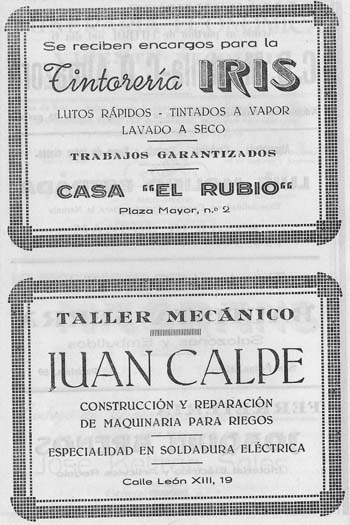 Se reciben encargos para la
Tintorería IRIS
LUTOS RÁPIDOS - TINTADOS A VAPOR
LAVADO A SECO
TRABAJOS GARANTIZADOS
CASA "EL RUBIO"
Plaza Mayor, n.º 2
TALLER MECÁNICO
JUAN CALPE
CONSTRUCCIÓN Y REPARACIÓN
DE MAQUINARIA PARA RIEGOS
ESPECIALIDAD EN SOLDADURA ELÉCTRICA
Calle León XIII, 19